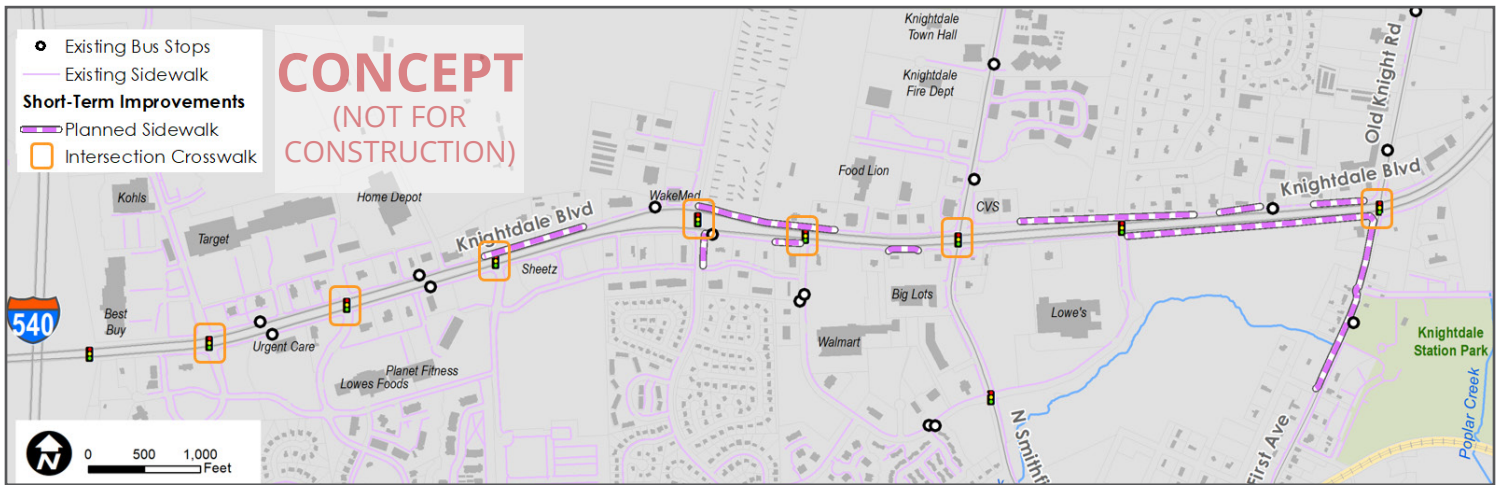 Existing Bus Stops
Existing Sidewalk
Short-Term Improvements
Planned Sidewalk
Intersection Crosswalk
CONCEPT
(NOT FOR
CONSTRUCTION)
Knightdale
Town Hall
Knightdale
Fire Dept
Old Knight Rd
Kohls
Home Depot
Target
WakeMed
Food Lion
CVS
Knightdale Blvd
Knightdale Blvd
Sheetz
540
Best
Buy
Urgent Care
Planet Fitness
Lowes Foods
Big Lots
Walmart
Lowe's
Knightdale
Station Park
Poplar Creek
First Ave
N Smithfi
N
0 500 1,000
Feet